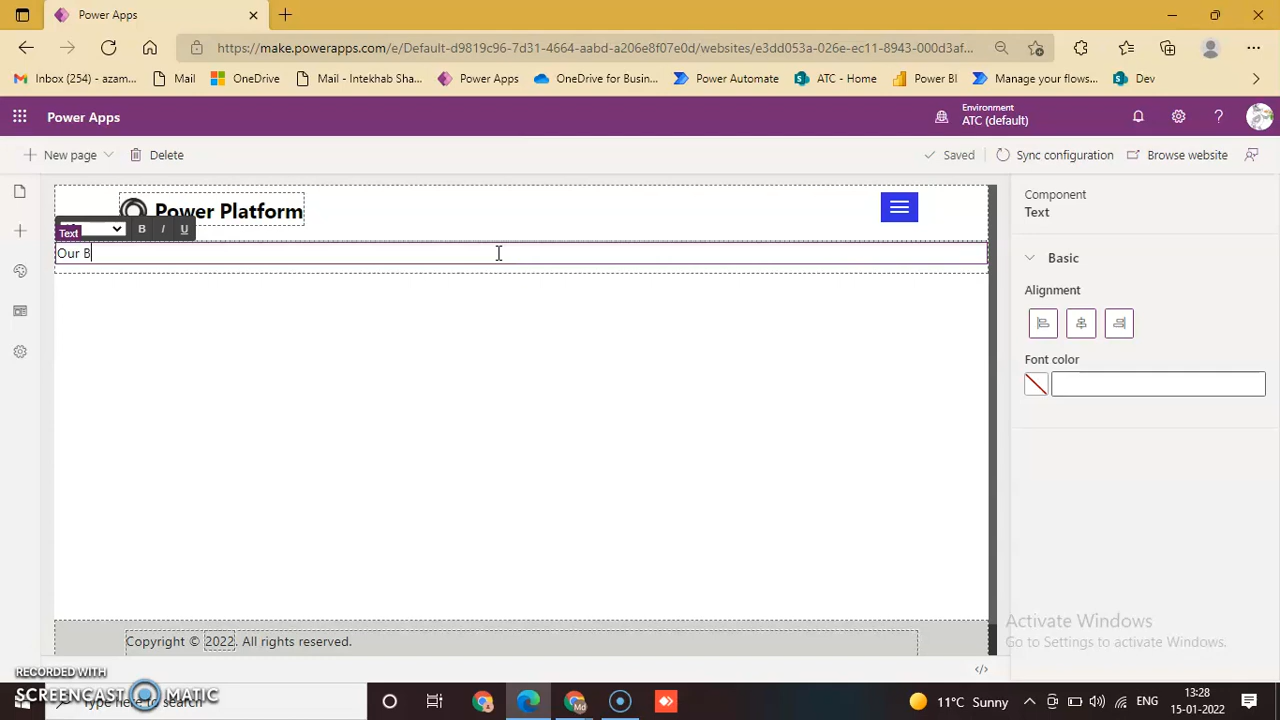 Power Apps
https://make.powerapps.com/e/Default-d9819c96-7d31-4664-aabd-a206e8f07e0d/websites/e3dd053a-026e-ec11-8943-000d3af...
Inbox (254) - azam...
Mail
OneDrive
Mail - Intekhab Sha...
Power Apps
OneDrive for Busin...
Power Automate
ATC - Home
Power BI
Manage your flows...
Dev
Power Apps
Environment
ATC (default)
New page
Delete
Saved
Sync configuration
Browse website
Power Platform
Text
B I U
Our B
Component
Text
Basic
Alignment
Font color
Copyright © 2022. All rights reserved.
Activate Windows
Go to Settings to activate Windows.
RECORDED WITH
SCREENCAST MATIC
Type here to search
11°C Sunny
ENG
13:28
15-01-2022